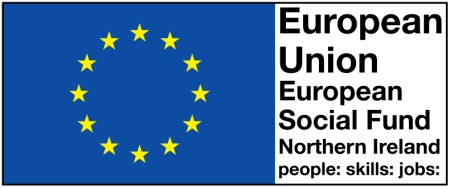 European
Union
European
Social Fund
Northern Ireland
people: skills: jobs: